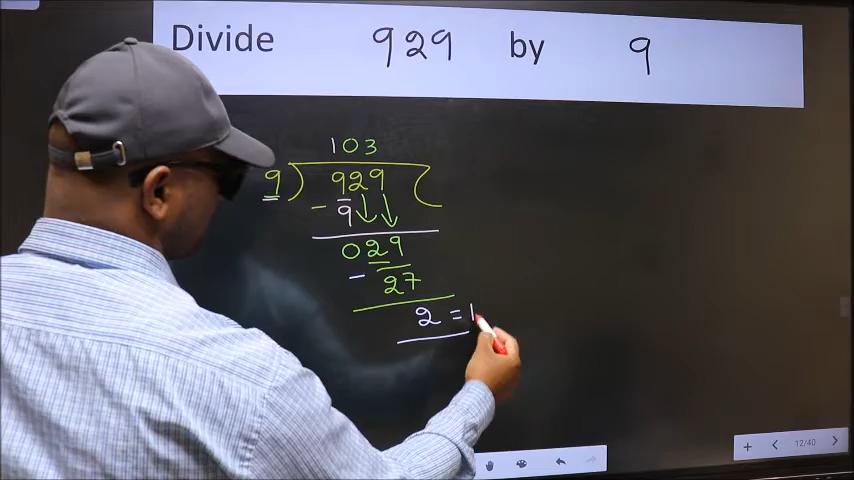 Divide 929 by 9
103
9) 929 (
- 9
029
- 27
2 = 1
12/40